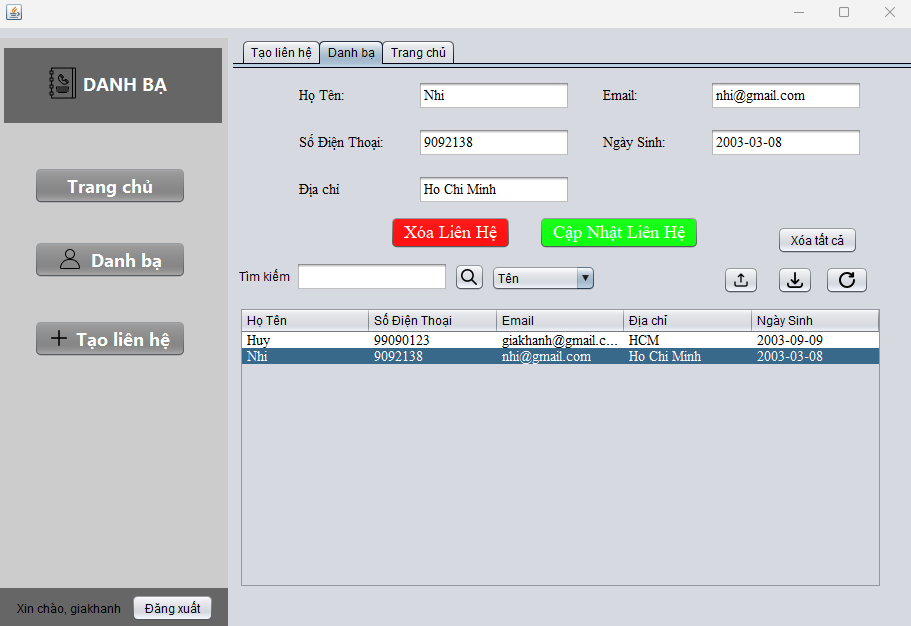 DANH BẠ
Trang chủ
Danh bạ
Tạo liên hệ
Xin chào, giakhanh
Đăng xuất
Tạo liên hệ Danh bạ Trang chủ
Họ Tên: Nhi Email: nhi@gmail.com
Số Điện Thoại: 9092138 Ngày Sinh: 2003-03-08
Địa chỉ Ho Chi Minh
Xóa Liên Hệ Cập Nhật Liên Hệ
Xóa tất cả
Tìm kiếm Tên
Họ Tên Số Điện Thoại Email Địa chỉ Ngày Sinh
Huy 99090123 giakhanh@gmail.c... HCM 2003-09-09
Nhi 9092138 nhi@gmail.com Ho Chi Minh 2003-03-08